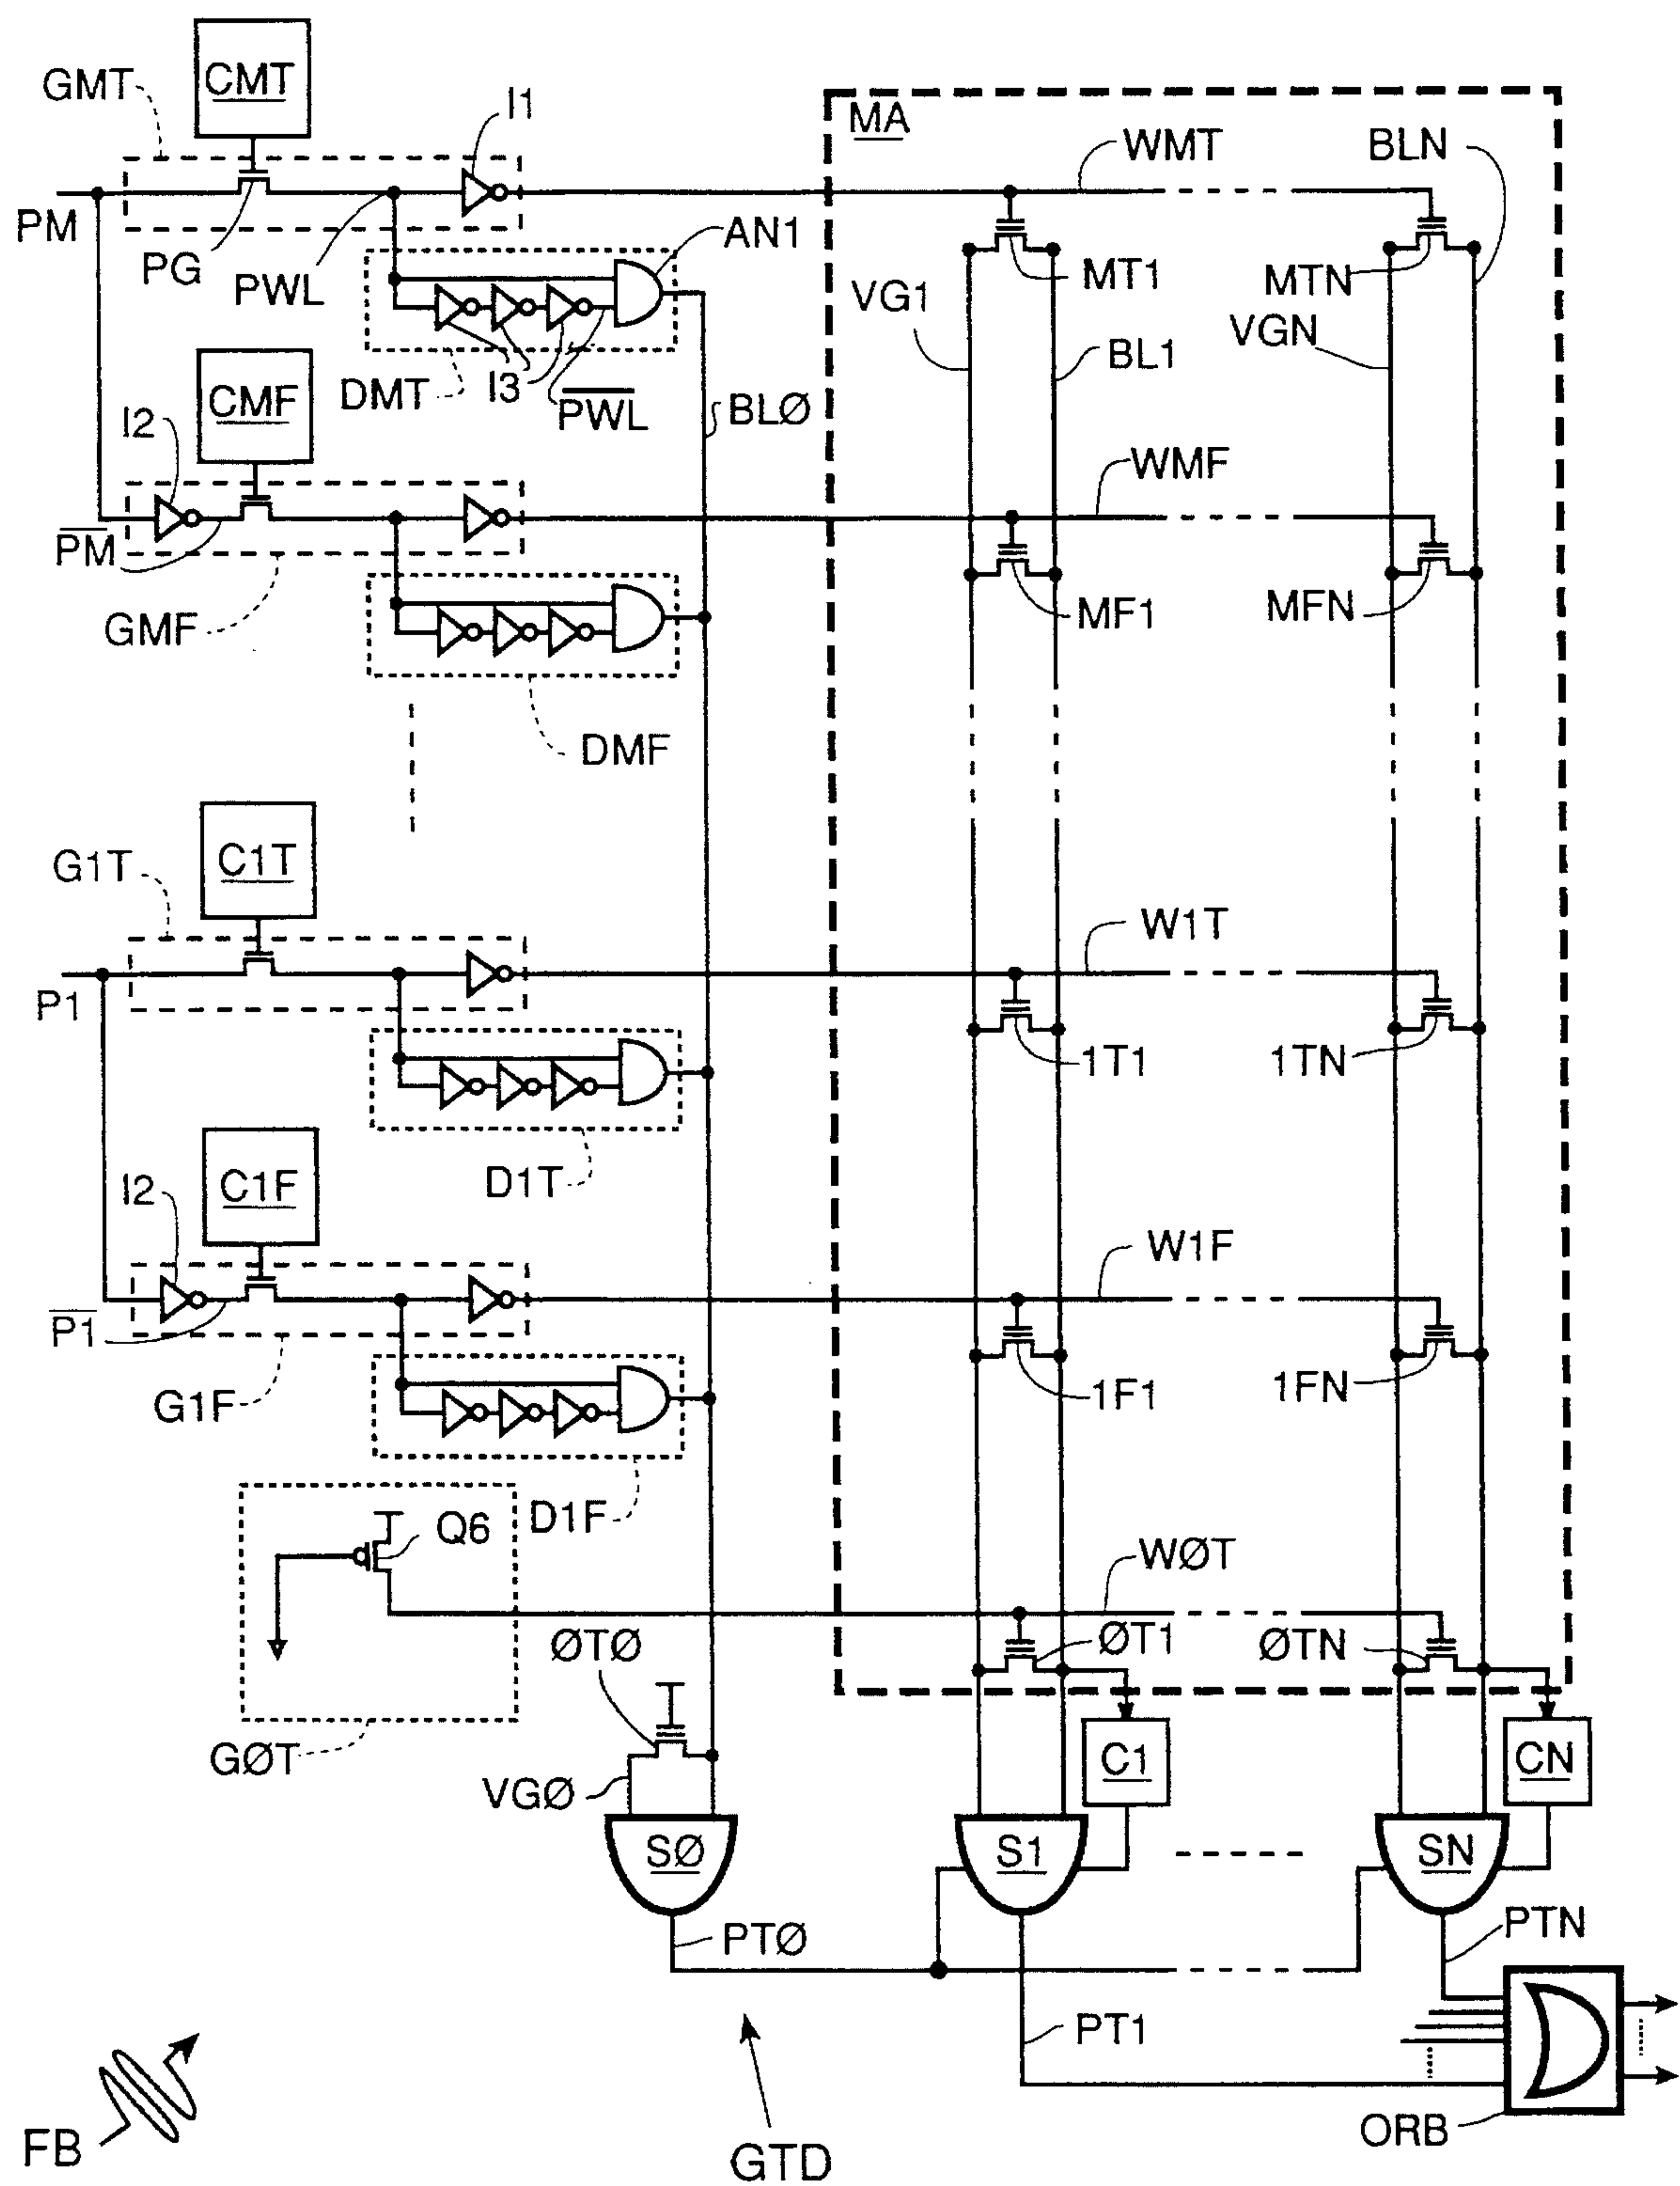 CMT
GMT
I1
MA
WMT
BLN
PM
PG
PWL
AN1
VG1
MT1
MTN
VGN
DMT
I3
P̅W̅L̅
BL1
CMF
I2
BLØ
WMF
P̅M̅
GMF
MF1
MFN
DMF
C1T
G1T
W1T
P1
1T1
1TN
D1T
C1F
I2
W1F
P̅1̅
G1F
1F1
1FN
D1F
Q6
WØT
ØTØ
ØT1
ØTN
GØT
VGØ
C1
CN
SØ
S1
SN
PTØ
PTN
PT1
ORB
FB
GTD